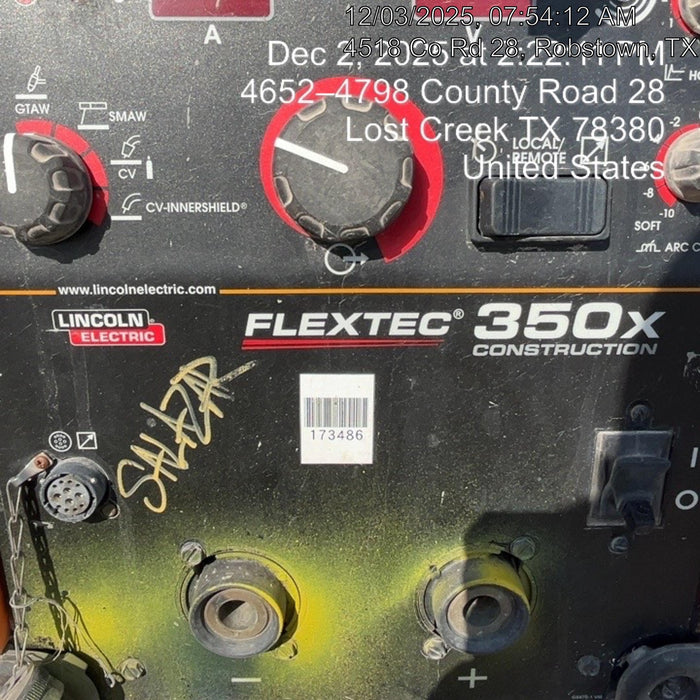 12/03/2025, 07:54:12 AM
4518 Co Rd 28, Robstown, TX
Dec 2, 2025 at 2:22:11 PM
4652–4798 County Road 28
Lost Creek TX 78380
United States
A
V
GTAW
SMAW
CV
CV-INNERSHIELD®
LOCAL/
REMOTE
-2
-8
-10
SOFT
ARC C
www.lincolnelectric.com
LINCOLN®
ELECTRIC
FLEXTEC® 350X
CONSTRUCTION
SALAZAR
173486
I
O
−
+